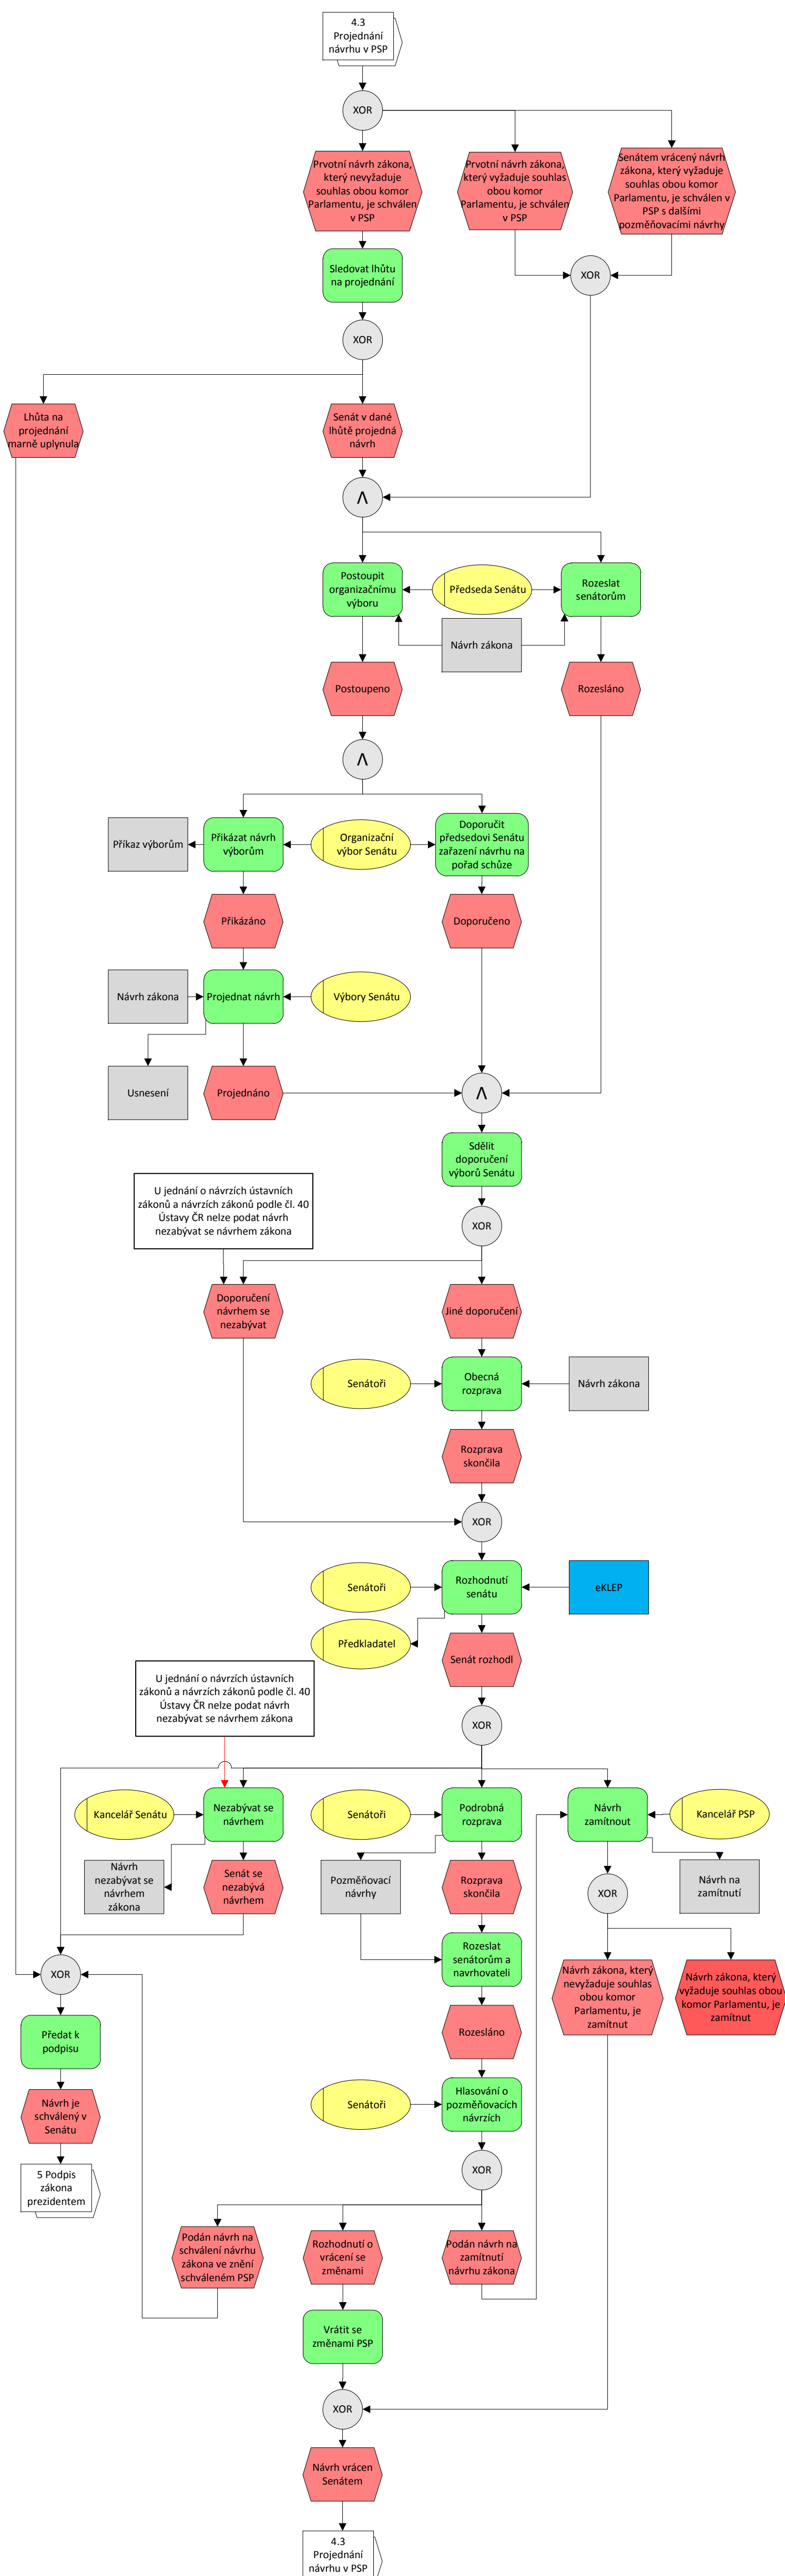 4.3
Projednání
návrhu v PSP
XOR
Prvotní návrh zákona,
který nevyžaduje
souhlas obou komor
Parlamentu, je schválen
v PSP
Prvotní návrh zákona,
který vyžaduje souhlas
obou komor
Parlamentu, je schválen
v PSP
Senátem vrácený návrh
zákona, který vyžaduje
souhlas obou komor
Parlamentu, je schválen v
PSP s dalšími
pozměňovacími návrhy
Sledovat lhůtu
na projednání
XOR
XOR
Lhůta na
projednání
marně uplynula
Senát v dané
lhůtě projedná
návrh
Λ
Postoupit
organizačnímu
výboru
Předseda Senátu
Rozeslat
senátorům
Návrh zákona
Postoupeno
Rozesláno
Λ
Příkaz výborům
Přikázat návrh
výborům
Organizační
výbor Senátu
Doporučit
předsedovi Senátu
zařazení návrhu na
pořad schůze
Přikázáno
Doporučeno
Návrh zákona
Projednat návrh
Výbory Senátu
Usnesení
Projednáno
Λ
Sdělit
doporučení
výborů Senátu
U jednání o návrzích ústavních
zákonů a návrzích zákonů podle čl. 40
Ústavy ČR nelze podat návrh
nezabývat se návrhem zákona
XOR
Doporučení
návrhem se
nezabývat
Jiné doporučení
Senátoři
Obecná
rozprava
Návrh zákona
Rozprava
skončila
XOR
Senátoři
Rozhodnutí
senátu
eKLEP
Předkladatel
Senát rozhodl
U jednání o návrzích ústavních
zákonů a návrzích zákonů podle čl. 40
Ústavy ČR nelze podat návrh
nezabývat se návrhem zákona
XOR
Kancelář Senátu
Nezabývat se
návrhem
Senátoři
Podrobná
rozprava
Návrh
zamítnout
Kancelář PSP
Návrh
nezabývat se
návrhem
zákona
Senát se
nezabývá
návrhem
Pozměňovací
návrhy
Rozprava
skončila
XOR
Návrh na
zamítnutí
XOR
Rozeslat
senátorům a
navrhovateli
Návrh zákona, který
nevyžaduje souhlas
obou komor
Parlamentu, je
zamítnut
Návrh zákona, který
vyžaduje souhlas obou
komor Parlamentu, je
zamítnut
Předat k
podpisu
Rozesláno
Návrh je
schválený v
Senátu
Senátoři
Hlasování o
pozměňovacích
návrzích
5 Podpis
zákona
prezidentem
XOR
Podán návrh na
schválení návrhu
zákona ve znění
schváleném PSP
Rozhodnutí o
vrácení se
změnami
Podán návrh na
zamítnutí
návrhu zákona
Vrátit se
změnami PSP
XOR
Návrh vrácen
Senátem
4.3
Projednání
návrhu v PSP